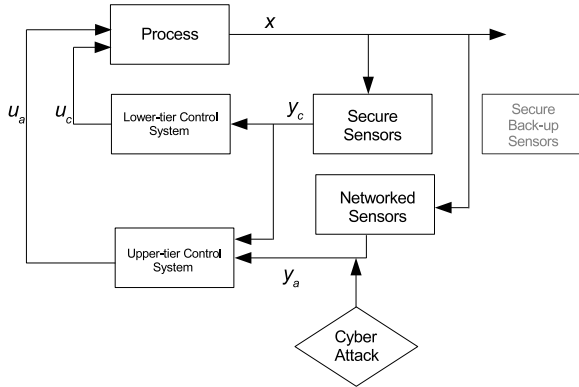 Process
x
u_a
u_c
Lower-tier Control
System
y_c
Secure
Sensors
Secure
Back-up
Sensors
Networked
Sensors
Upper-tier Control
System
y_a
Cyber
Attack